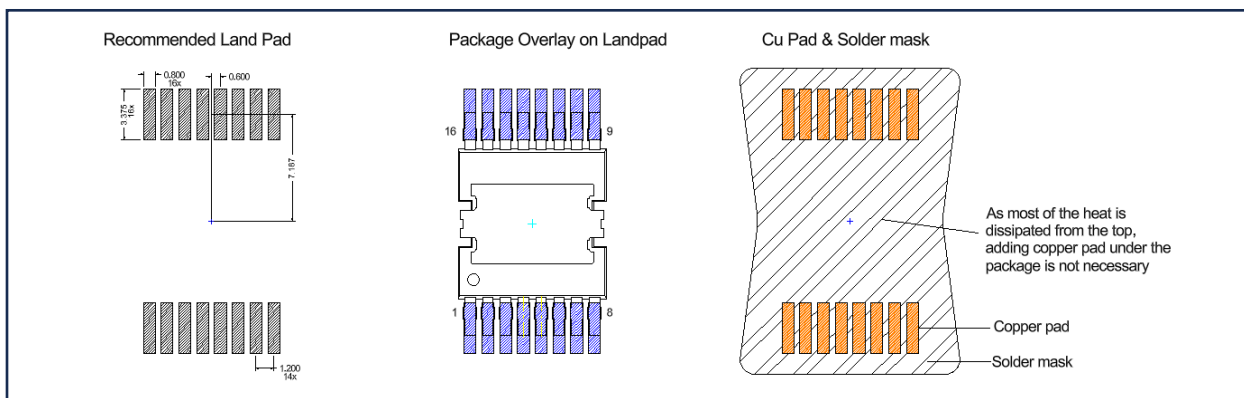 Recommended Land Pad
Package Overlay on Landpad
Cu Pad & Solder mask
0.800
16x
0.600
3.375
16x
7.167
1.200
14x
16
9
1
8
As most of the heat is
dissipated from the top,
adding copper pad under the
package is not necessary
Copper pad
Solder mask